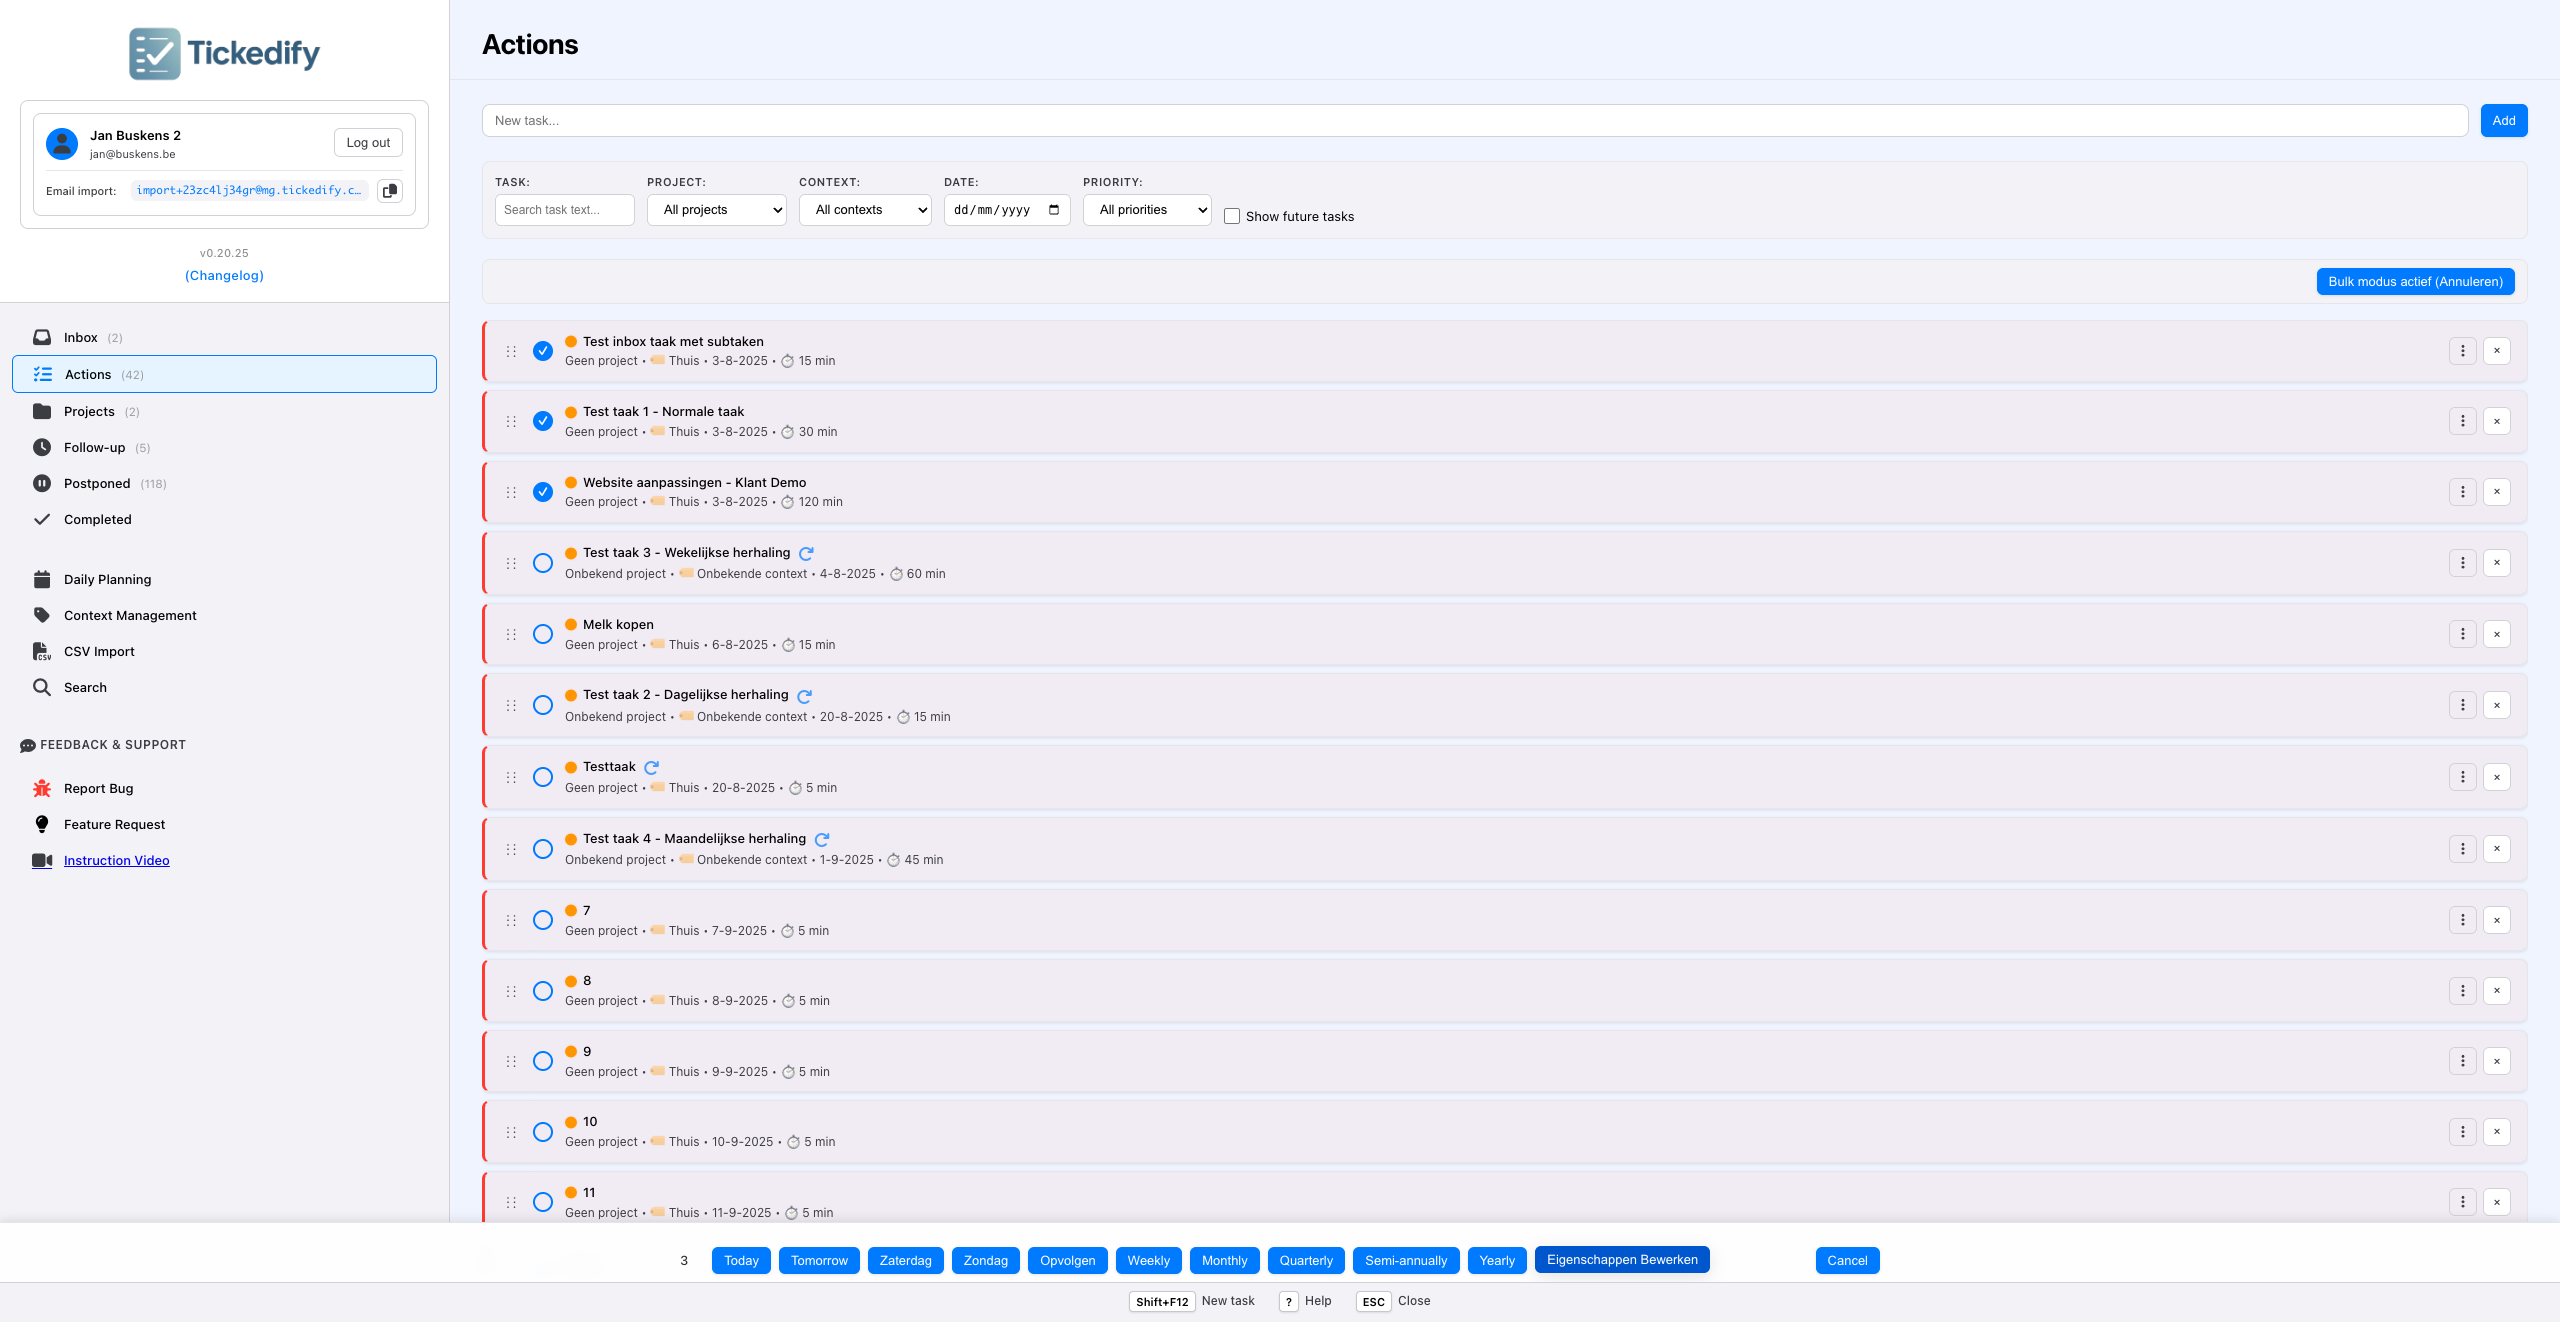 Tickedify
Jan Buskens 2
jan@buskens.be
Log out
Email import: import+23zc4lj34gr@mg.tickedify.c...
v0.20.25
(Changelog)
Inbox (2)
Actions (42)
Projects (2)
Follow-up (5)
Postponed (118)
Completed
Daily Planning
Context Management
CSV Import
Search
FEEDBACK & SUPPORT
Report Bug
Feature Request
Instruction Video
Actions
New task...
Add
TASK: PROJECT: CONTEXT: DATE: PRIORITY:
Search task text... All projects All contexts dd/mm/yyyy All priorities Show future tasks
Bulk modus actief (Annuleren)
Test inbox taak met subtaken
Geen project • Thuis • 3-8-2025 • 15 min
Test taak 1 - Normale taak
Geen project • Thuis • 3-8-2025 • 30 min
Website aanpassingen - Klant Demo
Geen project • Thuis • 3-8-2025 • 120 min
Test taak 3 - Wekelijkse herhaling
Onbekend project • Onbekende context • 4-8-2025 • 60 min
Melk kopen
Geen project • Thuis • 6-8-2025 • 15 min
Test taak 2 - Dagelijkse herhaling
Onbekend project • Onbekende context • 20-8-2025 • 15 min
Testtaak
Geen project • Thuis • 20-8-2025 • 5 min
Test taak 4 - Maandelijkse herhaling
Onbekend project • Onbekende context • 1-9-2025 • 45 min
7
Geen project • Thuis • 7-9-2025 • 5 min
8
Geen project • Thuis • 8-9-2025 • 5 min
9
Geen project • Thuis • 9-9-2025 • 5 min
10
Geen project • Thuis • 10-9-2025 • 5 min
11
Geen project • Thuis • 11-9-2025 • 5 min
3 Today Tomorrow Zaterdag Zondag Opvolgen Weekly Monthly Quarterly Semi-annually Yearly Eigenschappen Bewerken Cancel
Shift+F12 New task ? Help ESC Close